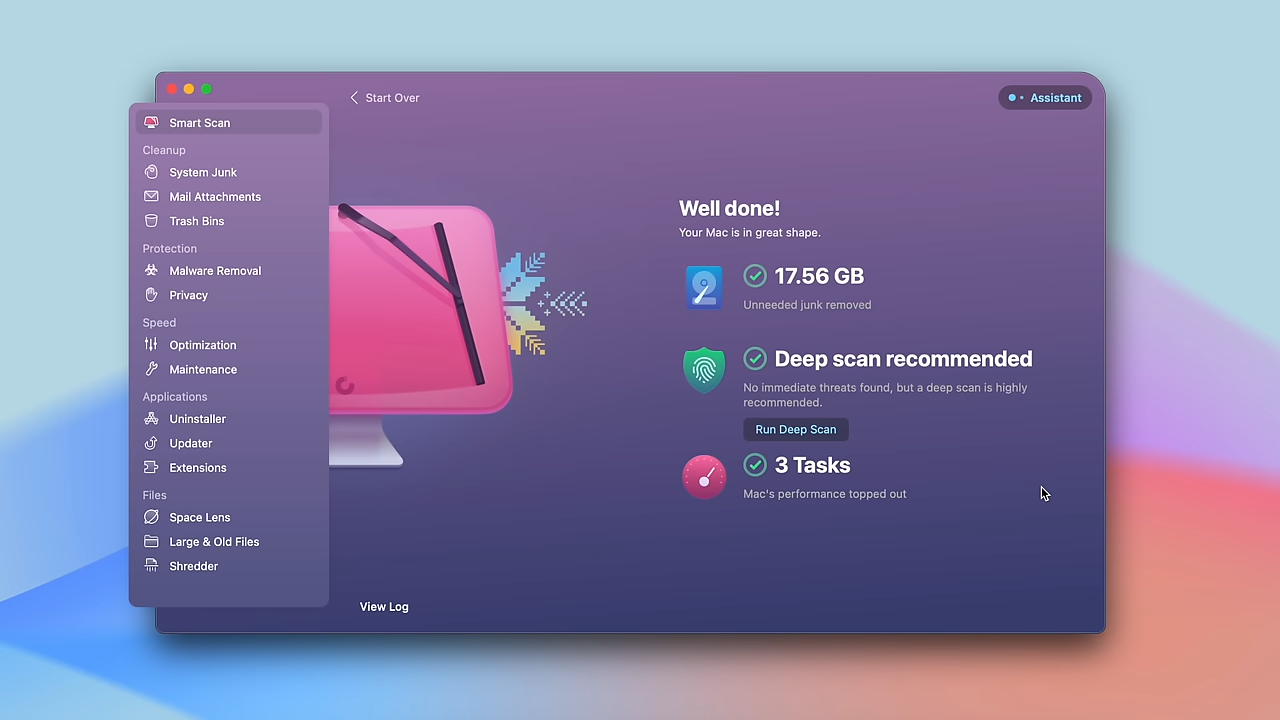 Start Over
Assistant
Smart Scan
Cleanup
System Junk
Mail Attachments
Trash Bins
Protection
Malware Removal
Privacy
Speed
Optimization
Maintenance
Applications
Uninstaller
Updater
Extensions
Files
Space Lens
Large & Old Files
Shredder
Well done!
Your Mac is in great shape.
17.56 GB
Unneeded junk removed
Deep scan recommended
No immediate threats found, but a deep scan is highly
recommended.
Run Deep Scan
3 Tasks
Mac's performance topped out
View Log